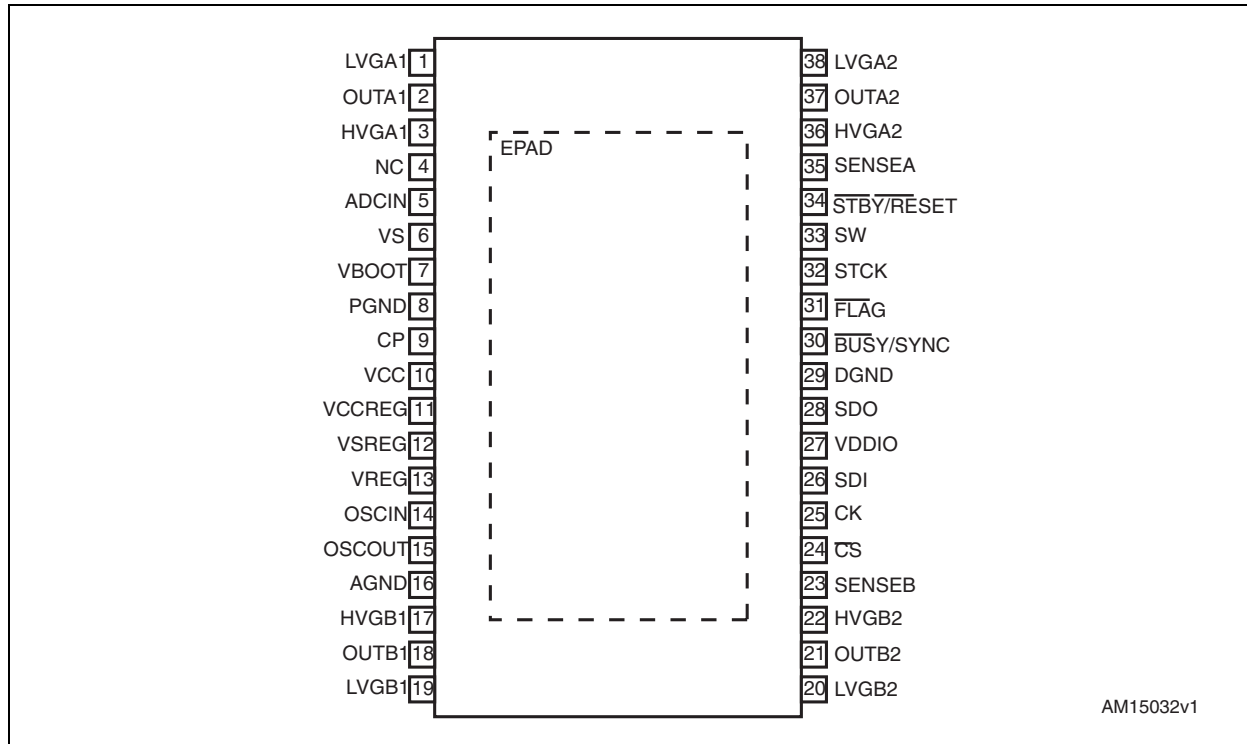 LVGA1 1
OUTA1 2
HVGA1 3
NC 4
ADCIN 5
VS 6
VBOOT 7
PGND 8
CP 9
VCC 10
VCCREG 11
VSREG 12
VREG 13
OSCIN 14
OSCOUT 15
AGND 16
HVGB1 17
OUTB1 18
LVGB1 19
EPAD
38 LVGA2
37 OUTA2
36 HVGA2
35 SENSEA
34 STBY/RESET
33 SW
32 STCK
31 FLAG
30 BUSY/SYNC
29 DGND
28 SDO
27 VDDIO
26 SDI
25 CK
24 CS
23 SENSEB
22 HVGB2
21 OUTB2
20 LVGB2
AM15032v1